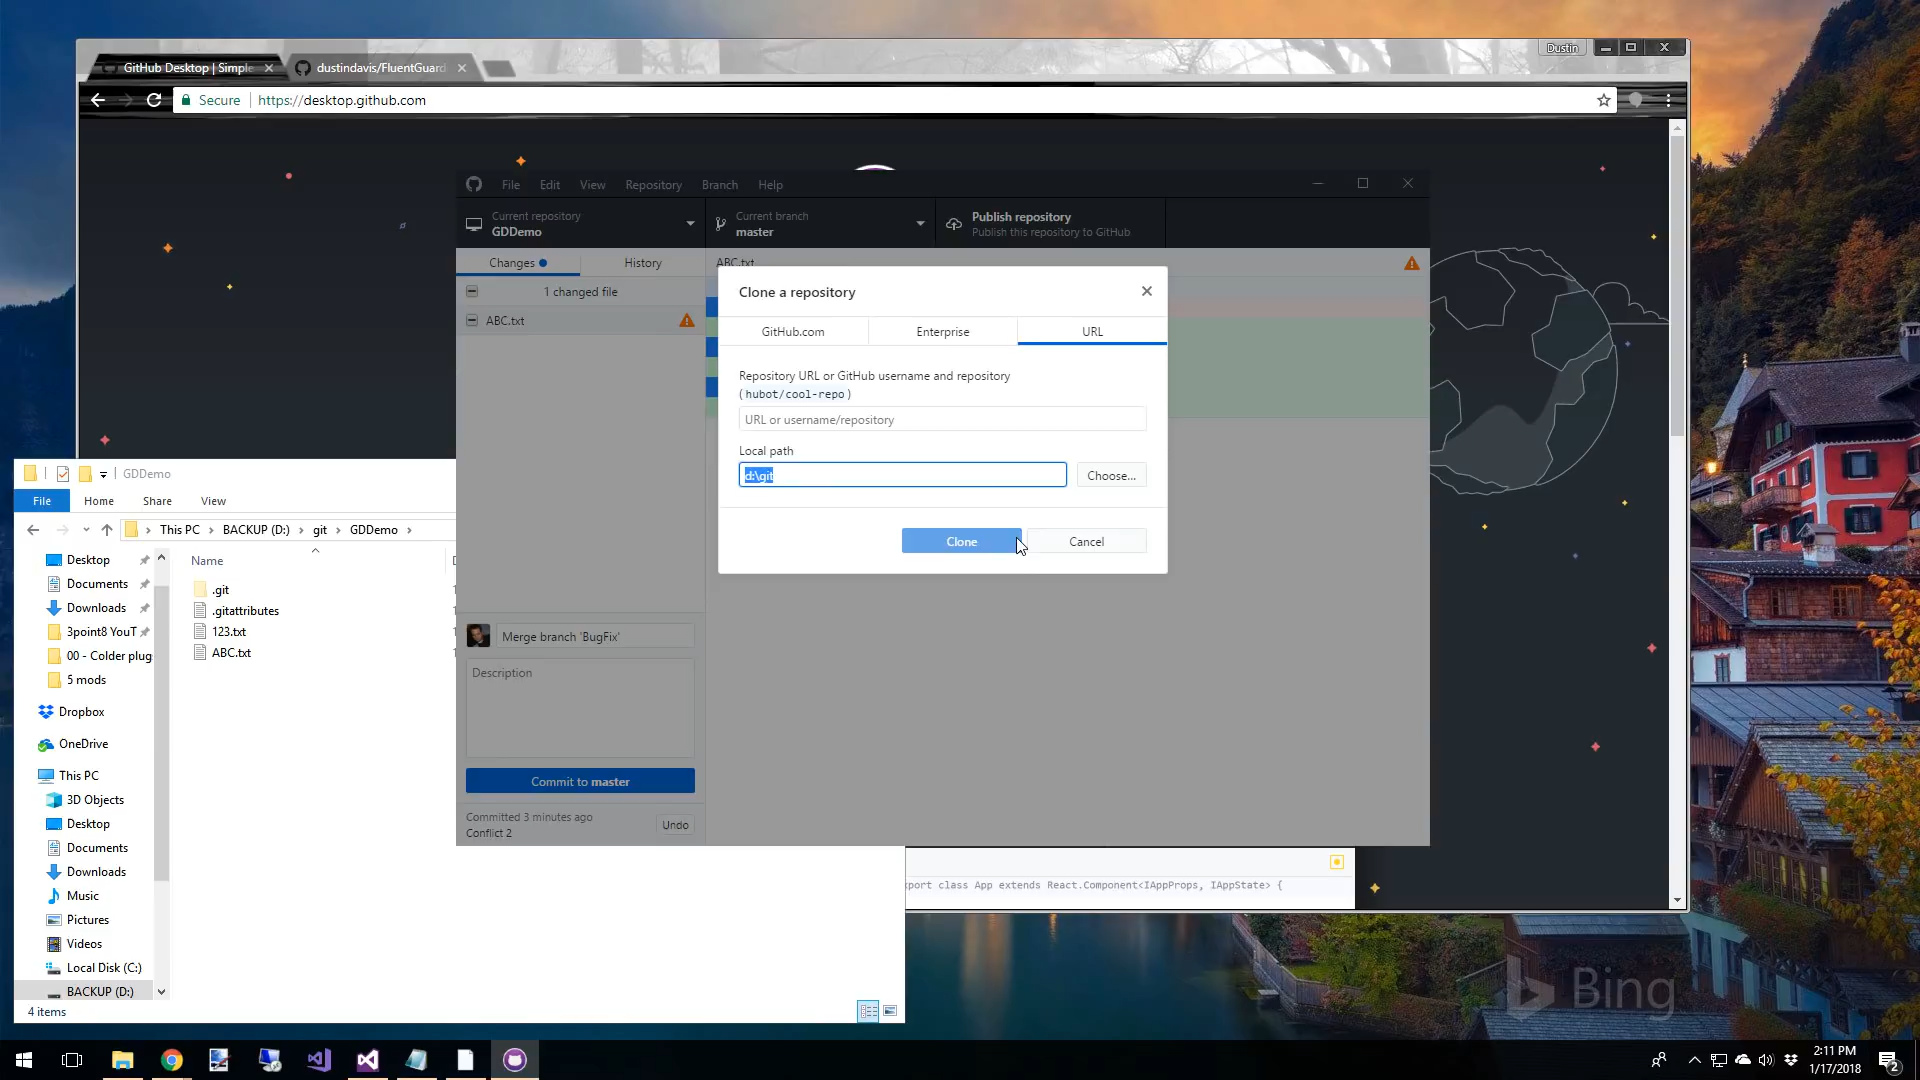 Dustin
GitHub Desktop | Simple
dustindavis/FluentGuard
Secure
https://desktop.github.com
File Edit View Repository Branch Help
Current repository
GDDemo
Current branch
master
Publish repository
Publish this repository to GitHub
Changes
History
ABC.txt
1 changed file
ABC.txt
Clone a repository
GitHub.com
Enterprise
URL
Repository URL or GitHub username and repository
(hubot/cool-repo)
URL or username/repository
Local path
d:\git
Choose...
Clone
Cancel
Merge branch 'BugFix'
Description
Commit to master
Committed 3 minutes ago
Conflict 2
Undo
GDDemo
File Home Share View
This PC
BACKUP (D:)
git
GDDemo
Name
.git
.gitattributes
123.txt
ABC.txt
Desktop
Documents
Downloads
3point8 YouT
00 - Colder plug
5 mods
Dropbox
OneDrive
This PC
3D Objects
Desktop
Documents
Downloads
Music
Pictures
Videos
Local Disk (C:)
BACKUP (D:)
4 items
port class App extends React.Component<IAppProps, IAppState> {
Bing
2:11 PM
1/17/2018
2